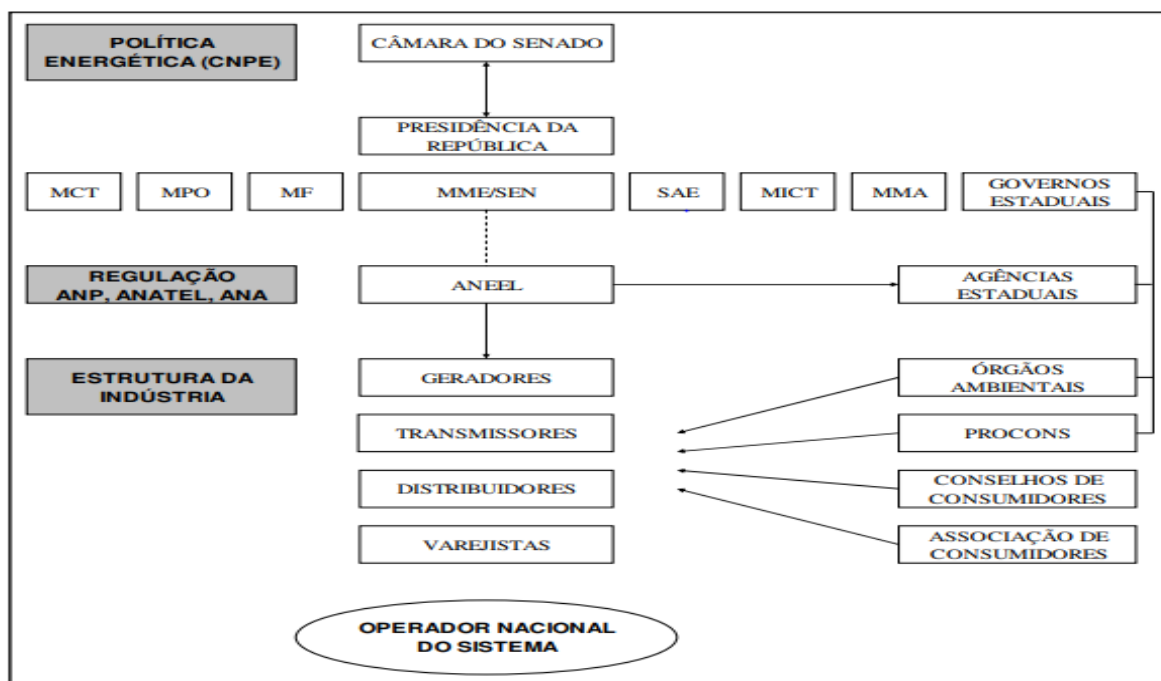 POLÍTICA
ENERGÉTICA (CNPE)
CÂMARA DO SENADO
PRESIDÊNCIA DA
REPÚBLICA
MCT
MPO
MF
MME/SEN
SAE
MICT
MMA
GOVERNOS
ESTADUAIS
REGULAÇÃO
ANP, ANATEL, ANA
ANEEL
AGÊNCIAS
ESTADUAIS
ESTRUTURA DA
INDÚSTRIA
GERADORES
ÓRGÃOS
AMBIENTAIS
TRANSMISSORES
PROCONS
DISTRIBUIDORES
CONSELHOS DE
CONSUMIDORES
VAREJISTAS
ASSOCIAÇÃO DE
CONSUMIDORES
OPERADOR NACIONAL
DO SISTEMA